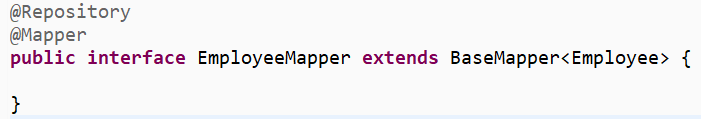 @Repository
@Mapper
public interface EmployeeMapper extends BaseMapper<Employee> {
}